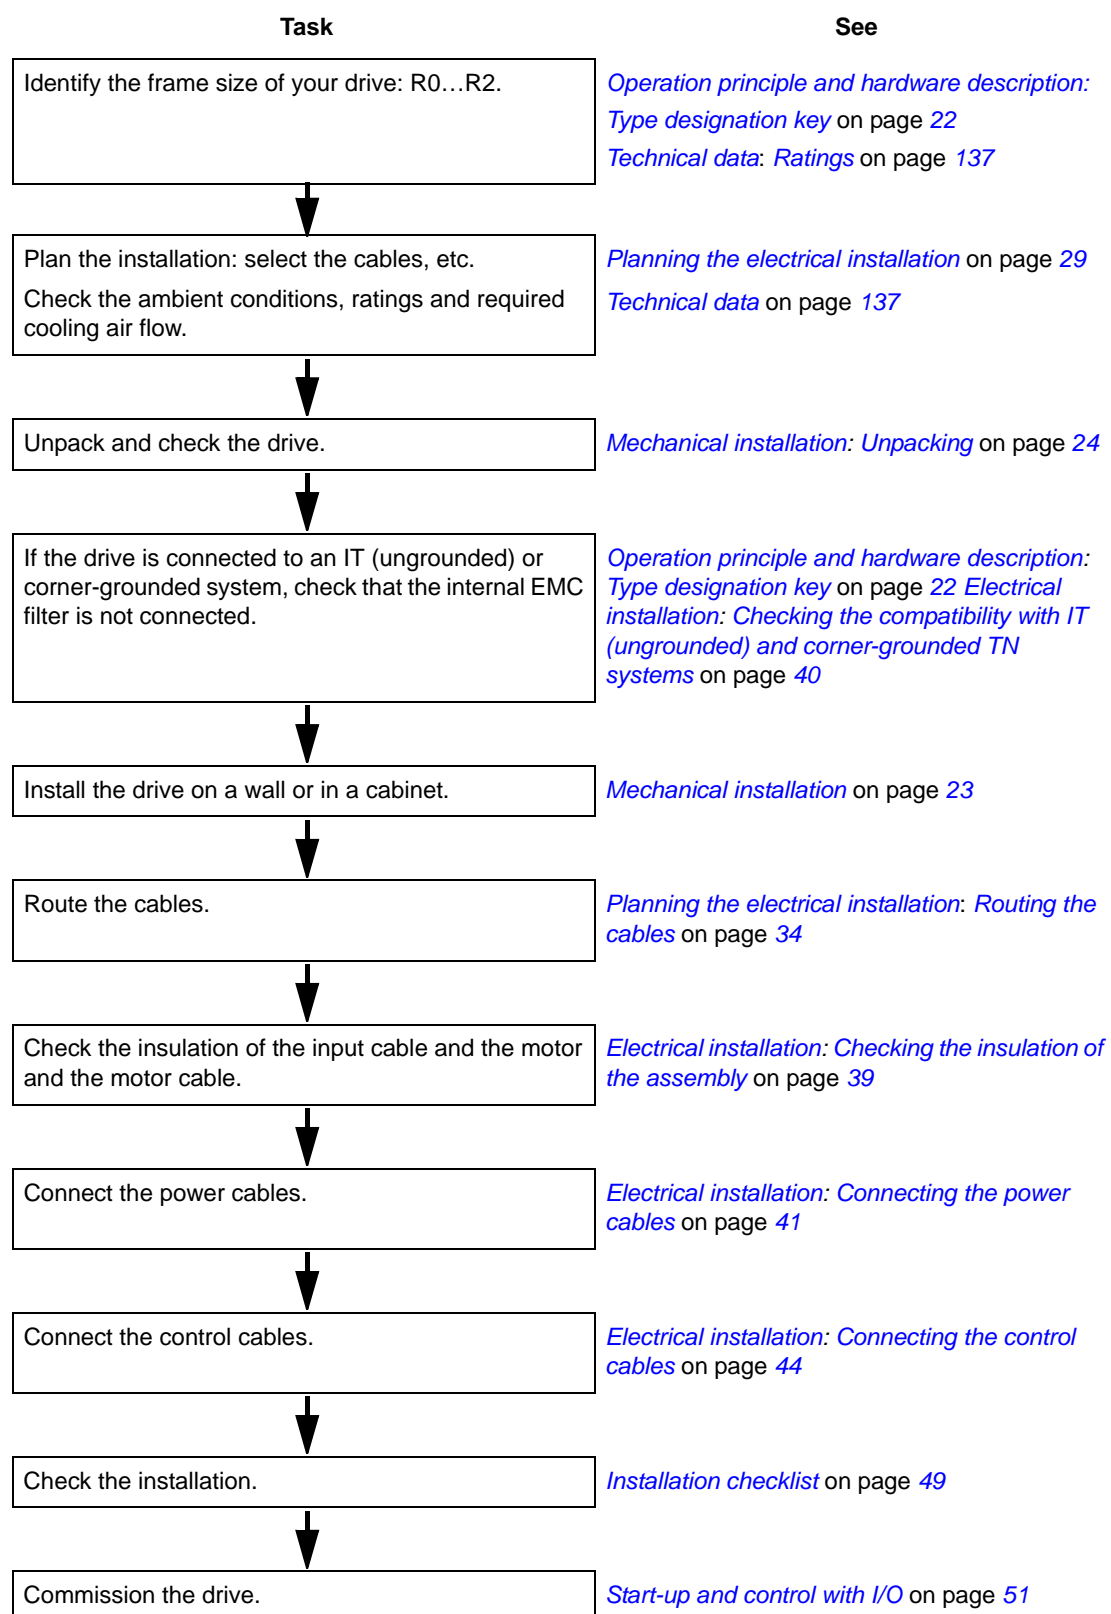 Task See
Identify the frame size of your drive: R0…R2.
Operation principle and hardware description:
Type designation key on page 22
Technical data: Ratings on page 137
Plan the installation: select the cables, etc.
Check the ambient conditions, ratings and required
cooling air flow.
Planning the electrical installation on page 29
Technical data on page 137
Unpack and check the drive.
Mechanical installation: Unpacking on page 24
If the drive is connected to an IT (ungrounded) or
corner-grounded system, check that the internal EMC
filter is not connected.
Operation principle and hardware description:
Type designation key on page 22 Electrical
installation: Checking the compatibility with IT
(ungrounded) and corner-grounded TN
systems on page 40
Install the drive on a wall or in a cabinet.
Mechanical installation on page 23
Route the cables.
Planning the electrical installation: Routing the
cables on page 34
Check the insulation of the input cable and the motor
and the motor cable.
Electrical installation: Checking the insulation of
the assembly on page 39
Connect the power cables.
Electrical installation: Connecting the power
cables on page 41
Connect the control cables.
Electrical installation: Connecting the control
cables on page 44
Check the installation.
Installation checklist on page 49
Commission the drive.
Start-up and control with I/O on page 51